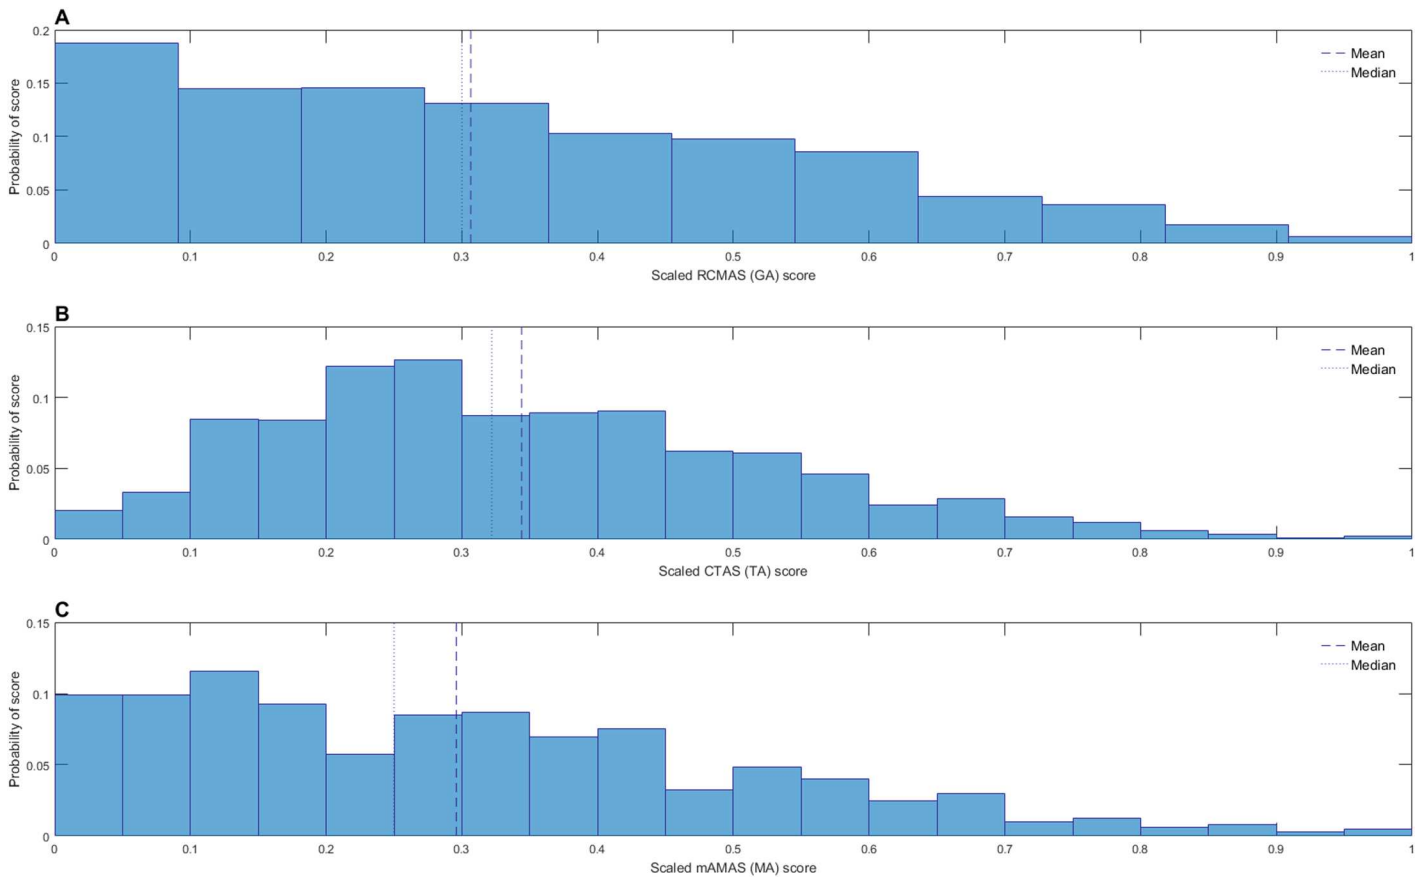 A
0.2
0.15
0.1
0.05
0
Probability of score
Mean
Median
0 0.1 0.2 0.3 0.4 0.5 0.6 0.7 0.8 0.9 1
Scaled RCMAS (GA) score
B
0.15
0.1
0.05
0
Probability of score
Mean
Median
0 0.1 0.2 0.3 0.4 0.5 0.6 0.7 0.8 0.9 1
Scaled CTAS (TA) score
C
0.15
0.1
0.05
0
Probability of score
Mean
Median
0 0.1 0.2 0.3 0.4 0.5 0.6 0.7 0.8 0.9 1
Scaled mAMAS (MA) score